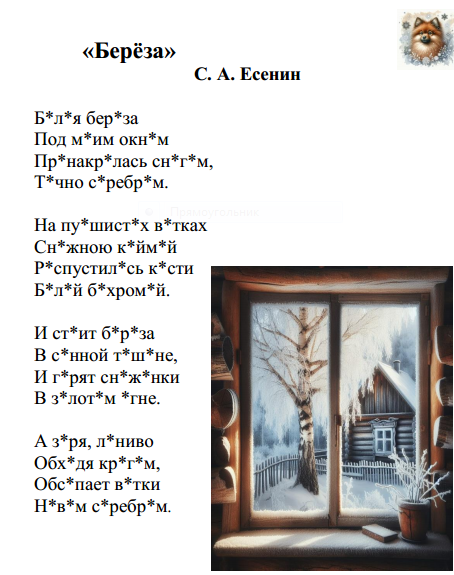 «Берёза»
С. А. Есенин
Б*л*я бер*за
Под м*им окн*м
Пр*накр*лась сн*г*м,
Т*чно с*ребр*м.
На пу*шист*х в*тках
Сн*жною к*йм*й
Р*спустил*сь к*сти
Б*л*й б*хром*й.
И ст*ит б*р*за
В с*нной т*ш*не,
И г*рят сн*ж*нки
В з*лот*м *гне.
А з*ря, л*ниво
Обх*дя кр*г*м,
Обс*пает в*тки
Н*в*м с*ребр*м.